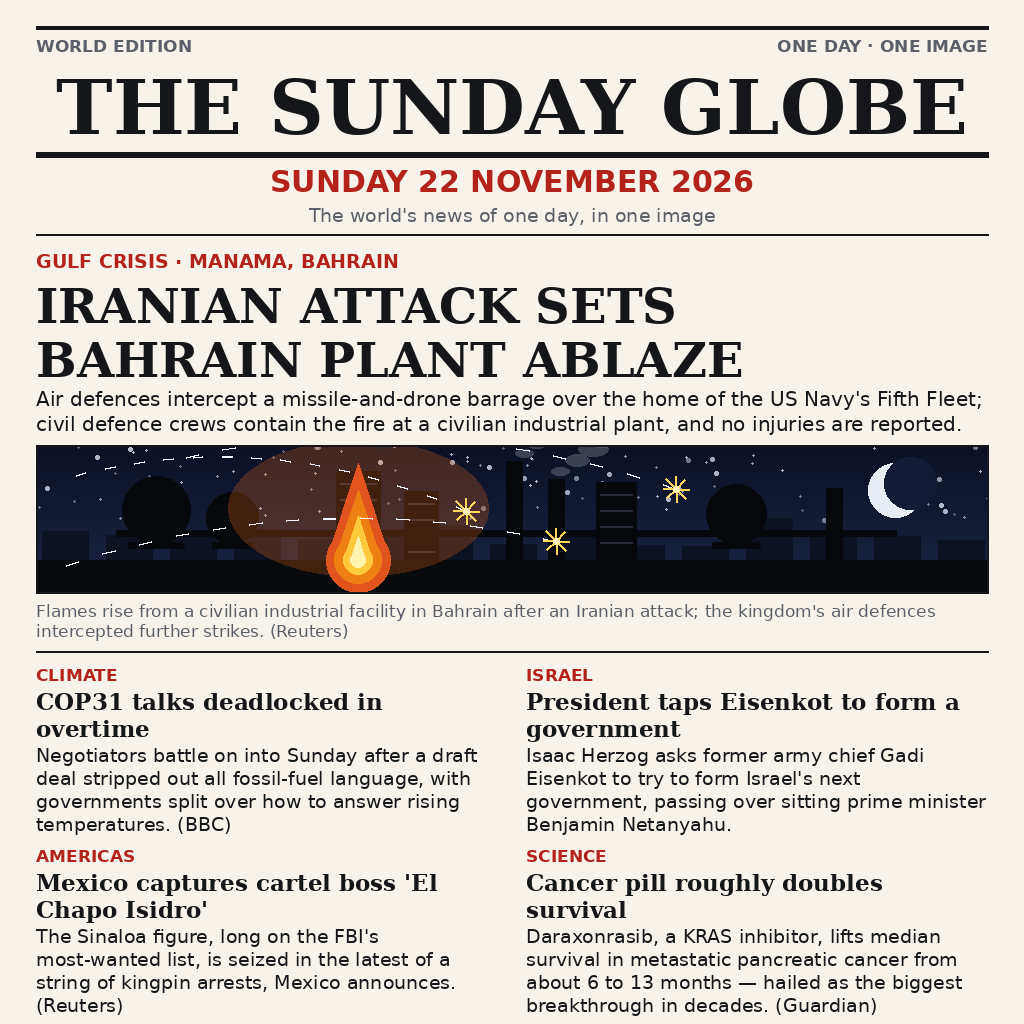 WORLD EDITION
ONE DAY · ONE IMAGE
THE SUNDAY GLOBE
SUNDAY 22 NOVEMBER 2026
The world's news of one day, in one image
GULF CRISIS · MANAMA, BAHRAIN
IRANIAN ATTACK SETS
BAHRAIN PLANT ABLAZE
Air defences intercept a missile-and-drone barrage over the home of the US Navy's Fifth Fleet;
civil defence crews contain the fire at a civilian industrial plant, and no injuries are reported.
Flames rise from a civilian industrial facility in Bahrain after an Iranian attack; the kingdom's air defences
intercepted further strikes. (Reuters)
CLIMATE
COP31 talks deadlocked in
overtime
Negotiators battle on into Sunday after a draft
deal stripped out all fossil-fuel language, with
governments split over how to answer rising
temperatures. (BBC)
ISRAEL
President taps Eisenkot to form a
government
Isaac Herzog asks former army chief Gadi
Eisenkot to try to form Israel's next
government, passing over sitting prime minister
Benjamin Netanyahu.
AMERICAS
Mexico captures cartel boss 'El
Chapo Isidro'
The Sinaloa figure, long on the FBI's
most-wanted list, is seized in the latest of a
string of kingpin arrests, Mexico announces.
(Reuters)
SCIENCE
Cancer pill roughly doubles
survival
Daraxonrasib, a KRAS inhibitor, lifts median
survival in metastatic pancreatic cancer from
about 6 to 13 months — hailed as the biggest
breakthrough in decades. (Guardian)